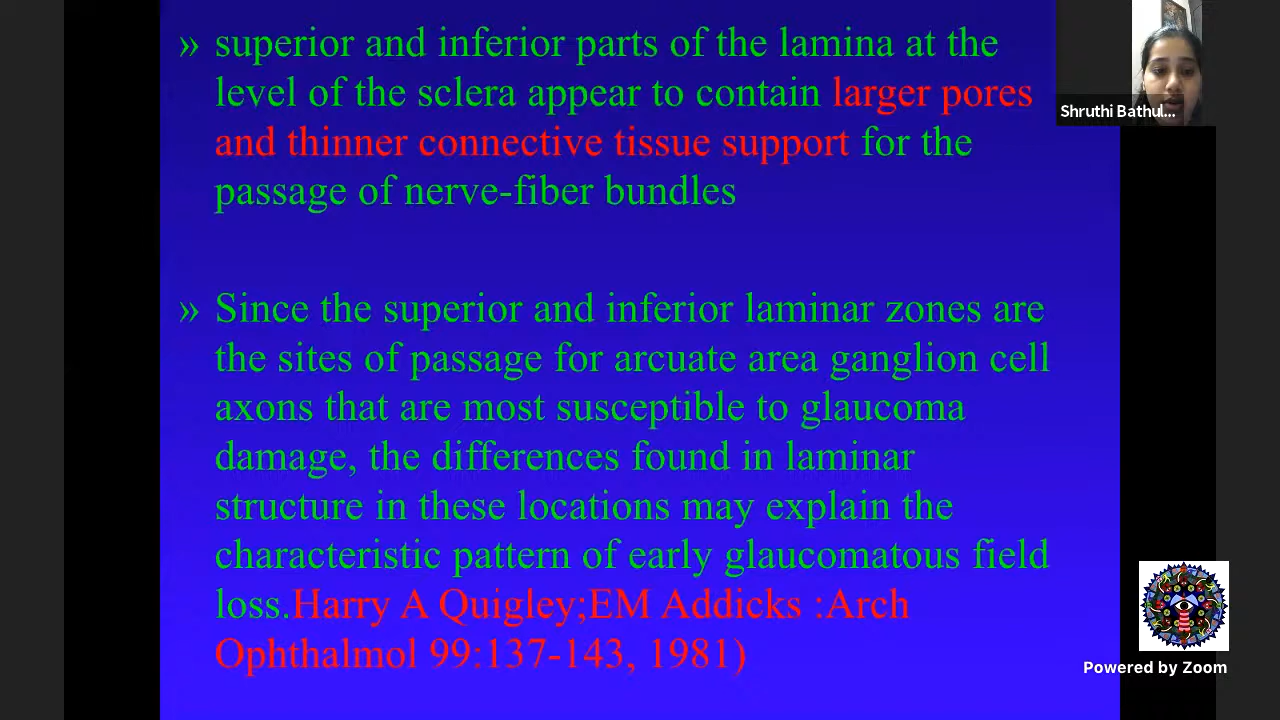 » superior and inferior parts of the lamina at the
level of the sclera appear to contain larger pores
and thinner connective tissue support for the
passage of nerve-fiber bundles
» Since the superior and inferior laminar zones are
the sites of passage for arcuate area ganglion cell
axons that are most susceptible to glaucoma
damage, the differences found in laminar
structure in these locations may explain the
characteristic pattern of early glaucomatous field
loss.Harry A Quigley;EM Addicks :Arch
Ophthalmol 99:137-143, 1981)
Shruthi Bathul...
Powered by Zoom